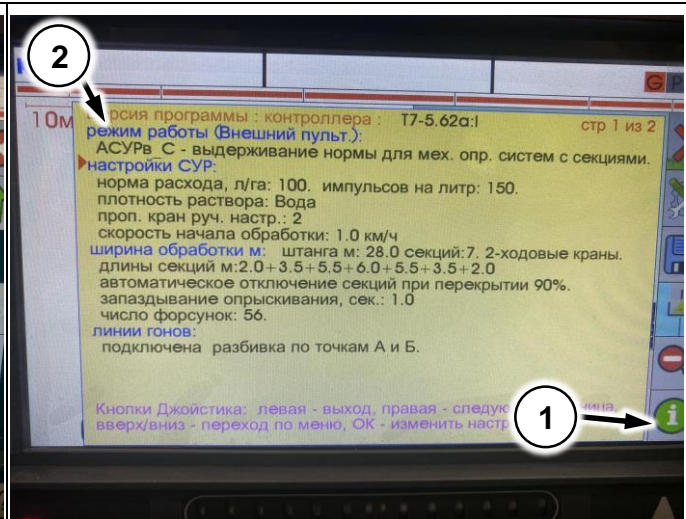 2
G P
10м
версия программы : контроллера : Т7-5.62a:I стр 1 из 2
режим работы (Внешний пульт.):
АСУРв_С - выдерживание нормы для мех. опр. систем с секциями.
настройки СУР:
норма расхода, л/га: 100. импульсов на литр: 150.
плотность раствора: Вода
проп. кран руч. настр.: 2
скорость начала обработки: 1.0 км/ч
ширина обработки м: штанга м: 28.0 секций:7. 2-ходовые краны.
длины секций м:2.0+3.5+5.5+6.0+5.5+3.5+2.0
автоматическое отключение секций при перекрытии 90%.
запаздывание опрыскивания, сек.: 1.0
число форсунок: 56.
линии гонов:
подключена разбивка по точкам А и Б.
Кнопки Джойстика: левая - выход, правая - следую
вверх/вниз - переход по меню, ОК - изменить настр
1
i